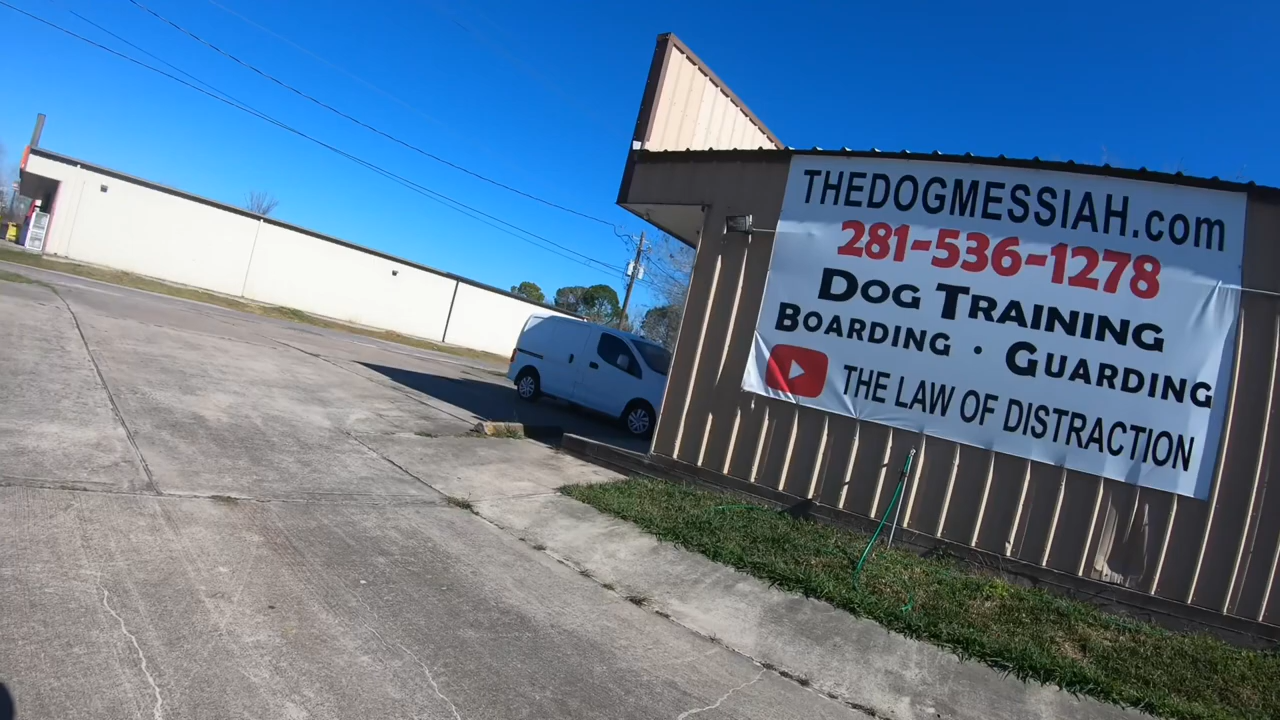 THEDOGMESSIAH.com
281-536-1278
DOG TRAINING
BOARDING · GUARDING
THE LAW OF DISTRACTION